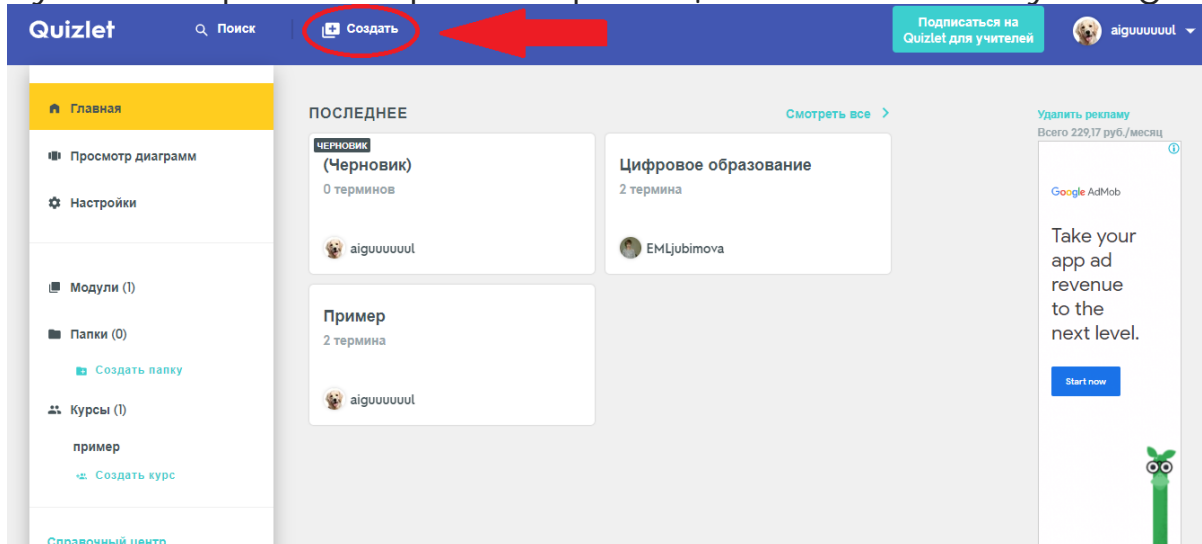 Quizlet
Поиск
Создать
Подписаться на
Quizlet для учителей
aiguuuuuul
Главная
Просмотр диаграмм
Настройки
Модули (1)
Папки (0)
Создать папку
Курсы (1)
пример
Создать курс
Справочный центр
ПОСЛЕДНЕЕ
Смотреть все
ЧЕРНОВИК
(Черновик)
0 терминов
aiguuuuuul
Цифровое образование
2 термина
EMLjubimova
Пример
2 термина
aiguuuuuul
Удалить рекламу
Всего 229,17 руб./месяц
Google AdMob
Take your
app ad
revenue
to the
next level.
Start now